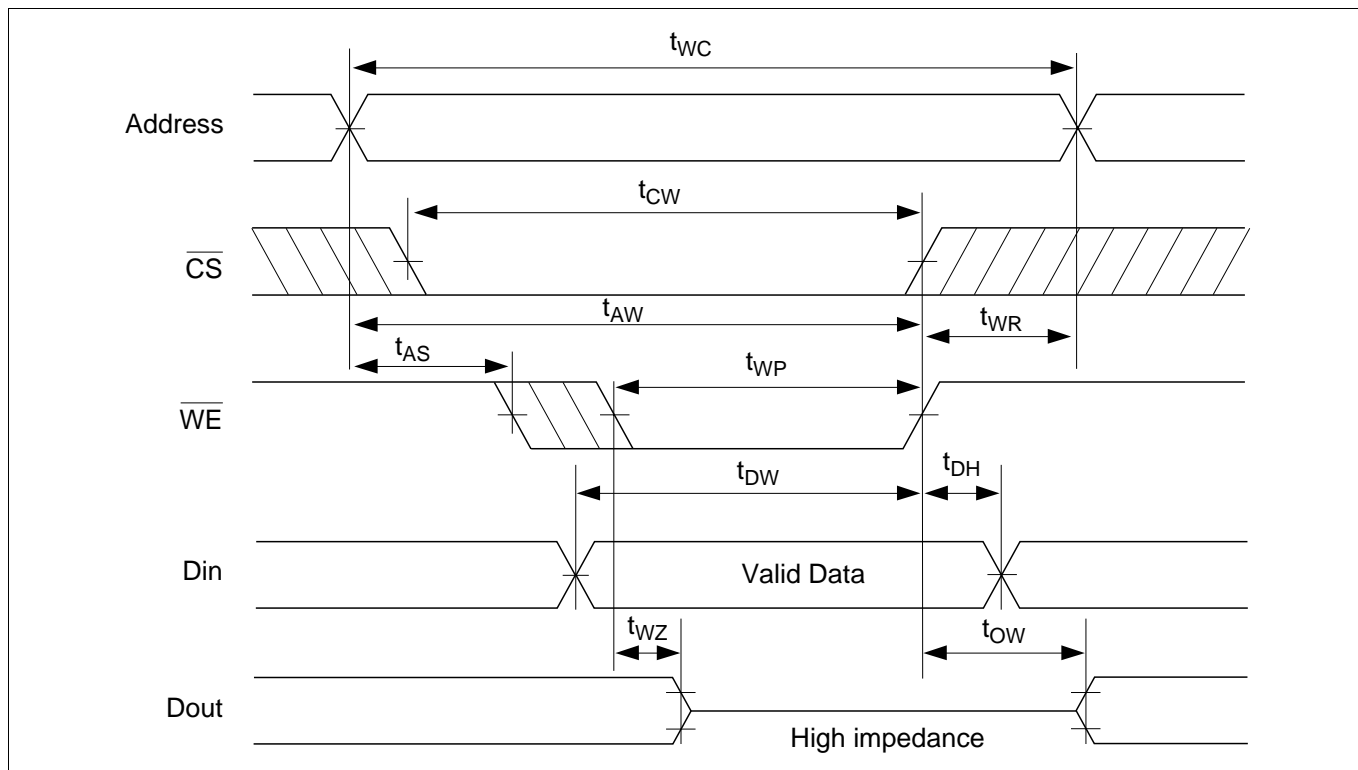 tWC
Address
tCW
CS
tAW
tWR
tAS
tWP
WE
tDW
tDH
Din
Valid Data
tWZ
tOW
Dout
High impedance